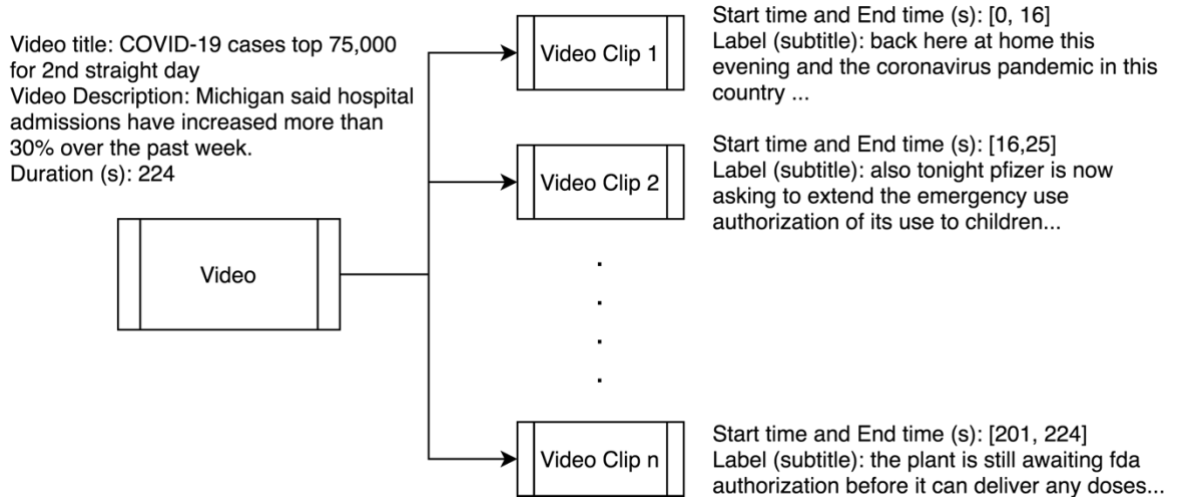 Video title: COVID-19 cases top 75,000
for 2nd straight day
Video Description: Michigan said hospital
admissions have increased more than
30% over the past week.
Duration (s): 224
Video
Video Clip 1
Start time and End time (s): [0, 16]
Label (subtitle): back here at home this
evening and the coronavirus pandemic in this
country ...
Video Clip 2
Start time and End time (s): [16,25]
Label (subtitle): also tonight pfizer is now
asking to extend the emergency use
authorization of its use to children...
Video Clip n
Start time and End time (s): [201, 224]
Label (subtitle): the plant is still awaiting fda
authorization before it can deliver any doses...